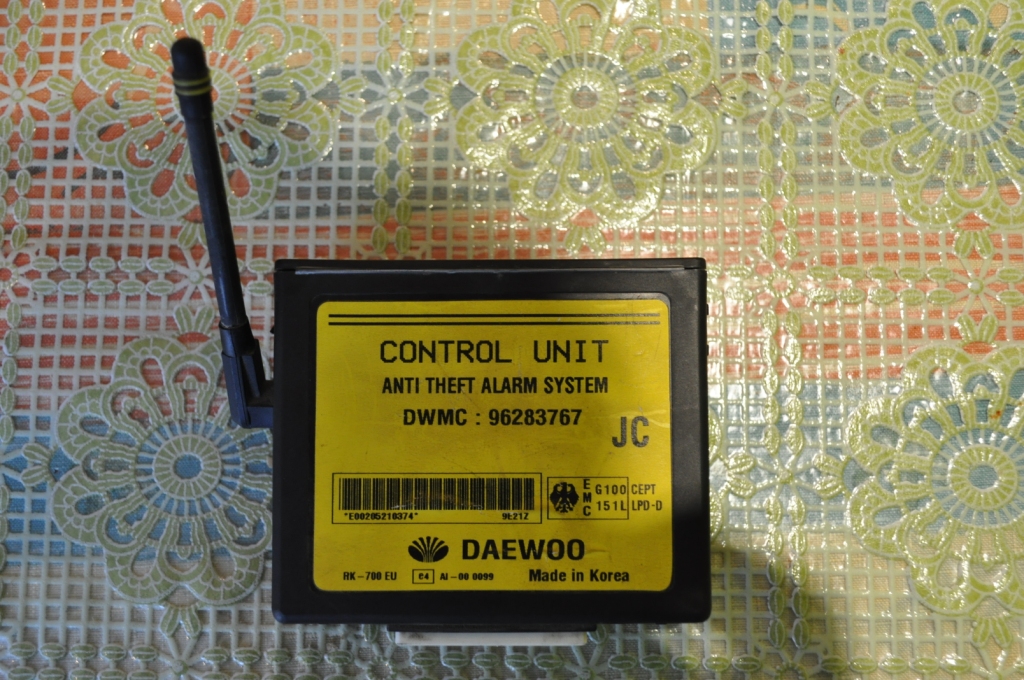 CONTROL UNIT
ANTI THEFT ALARM SYSTEM
DWMC : 96283767
JC
EMC
G100
151L
CEPT
LPD-D
"E00205210374"
DAEWOO
RK-700 EU
e4
AI-00 0099
Made in Korea